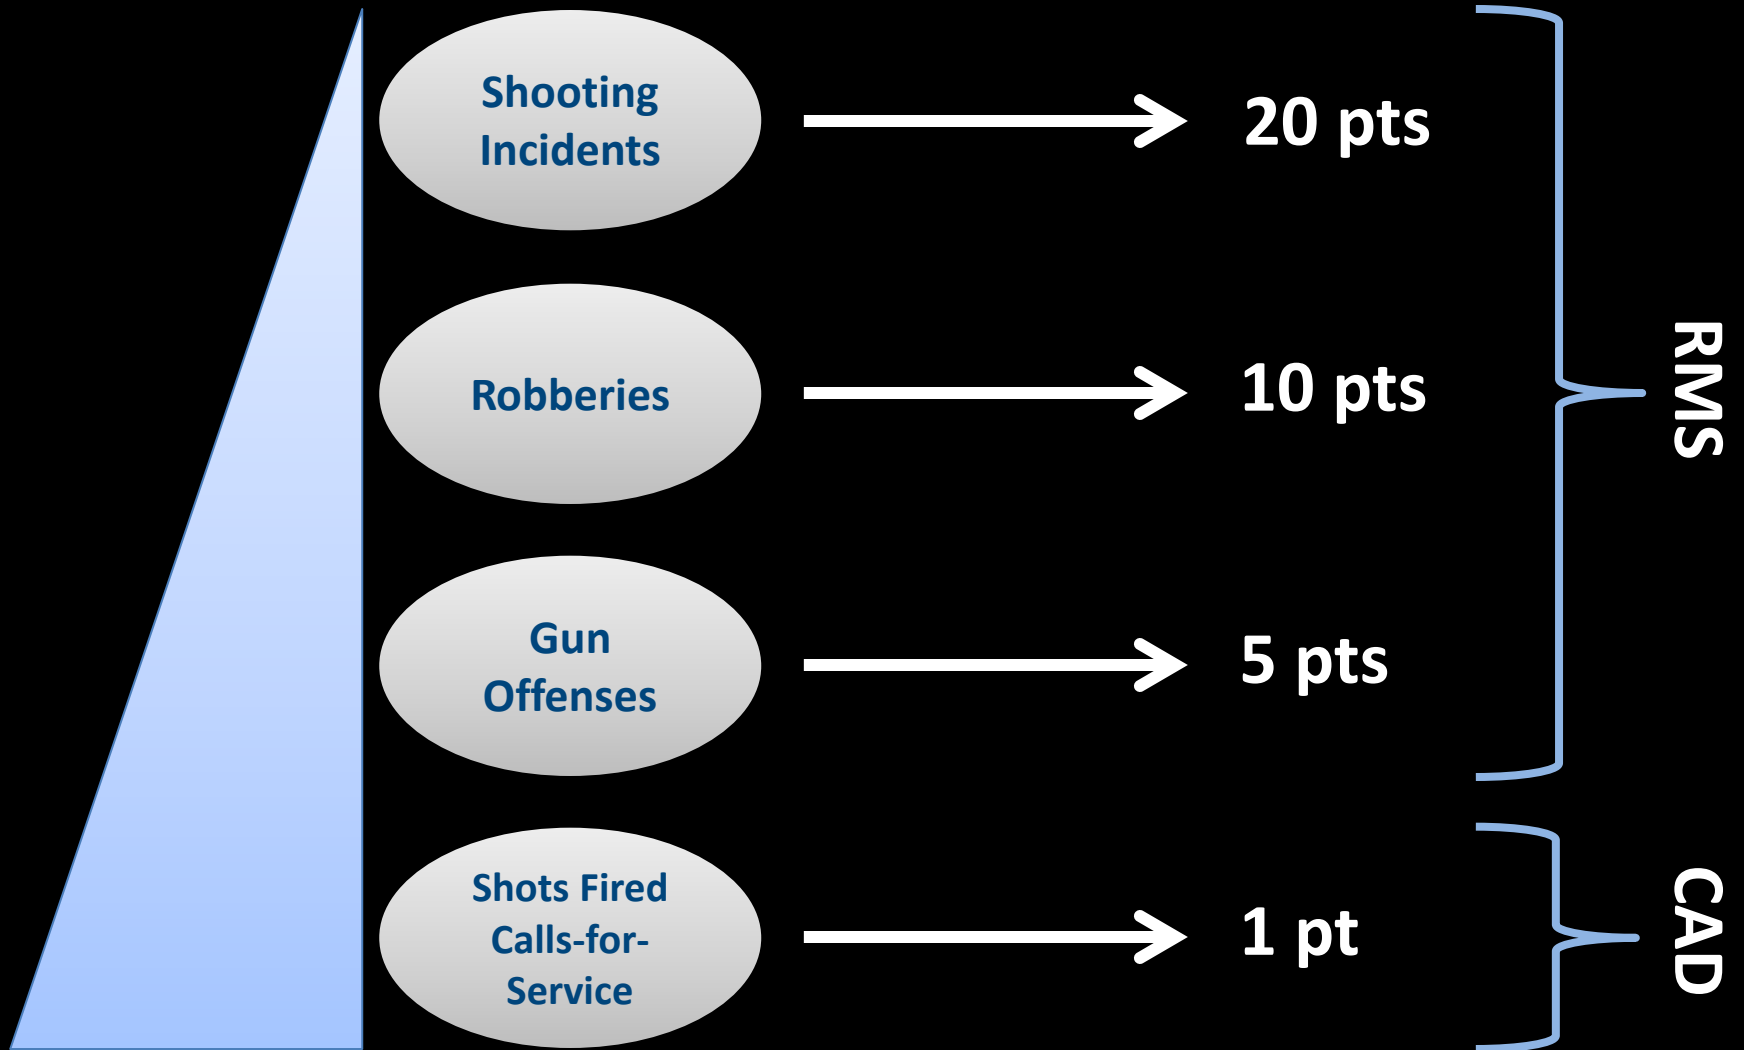 Shooting
Incidents
20 pts
Robberies
10 pts
Gun
Offenses
5 pts
RMS
Shots Fired
Calls-for-
Service
1 pt
CAD